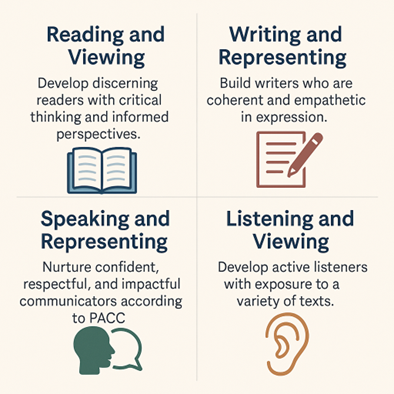 Reading and
Viewing
Develop discerning
readers with critical
thinking and informed
perspectives.
Writing and
Representing
Build writers who are
coherent and empathetic
in expression.
Speaking and
Representing
Nurture confident,
respectful, and impactful
communicators according
to PACC
Listening and
Viewing
Develop active listeners
with exposure to a
variety of texts.